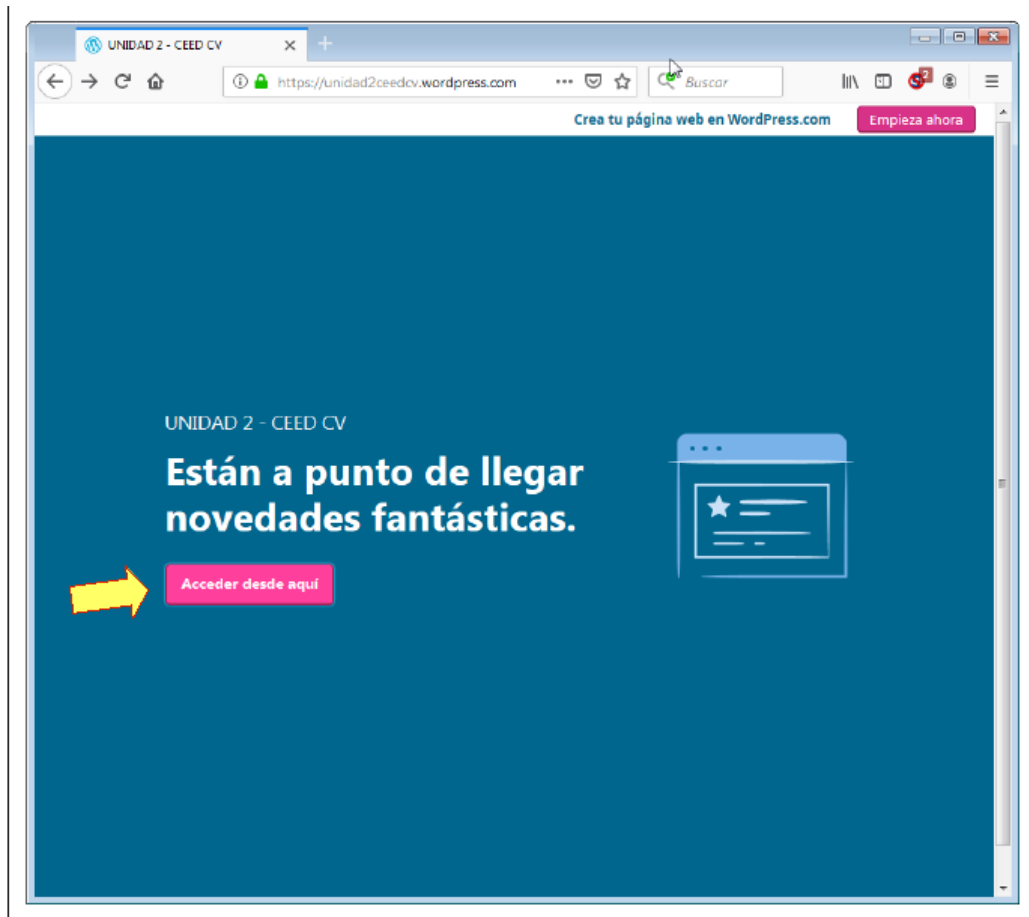 UNIDAD 2 - CEED CV
https://unidad2ceedcv.wordpress.com
Buscar
2
Crea tu página web en WordPress.com
Empieza ahora
UNIDAD 2 - CEED CV
Están a punto de llegar
novedades fantásticas.
Acceder desde aquí